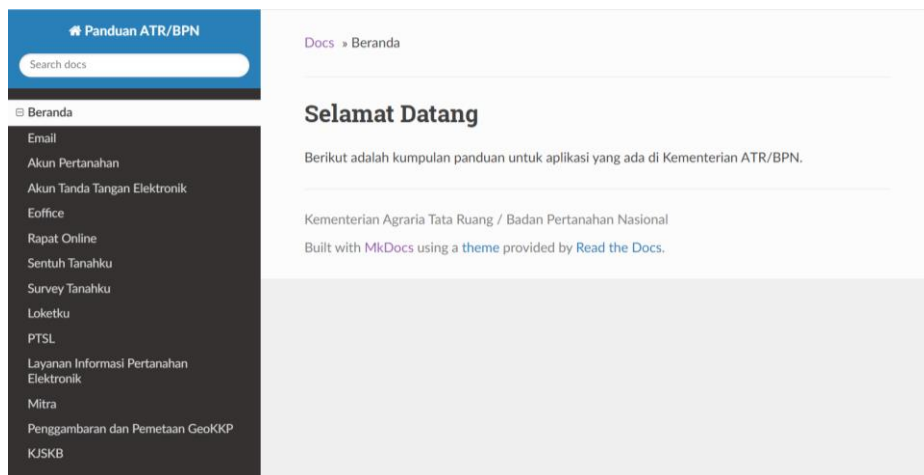 Panduan ATR/BPN
Search docs
Beranda
Email
Akun Pertanahan
Akun Tanda Tangan Elektronik
Eoffice
Rapat Online
Sentuh Tanahku
Survey Tanahku
Loketku
PTSL
Layanan Informasi Pertanahan
Elektronik
Mitra
Penggambaran dan Pemetaan GeoKKP
KJSKB
Docs » Beranda
Selamat Datang
Berikut adalah kumpulan panduan untuk aplikasi yang ada di Kementerian ATR/BPN.
Kementerian Agraria Tata Ruang / Badan Pertanahan Nasional
Built with MkDocs using a theme provided by Read the Docs.